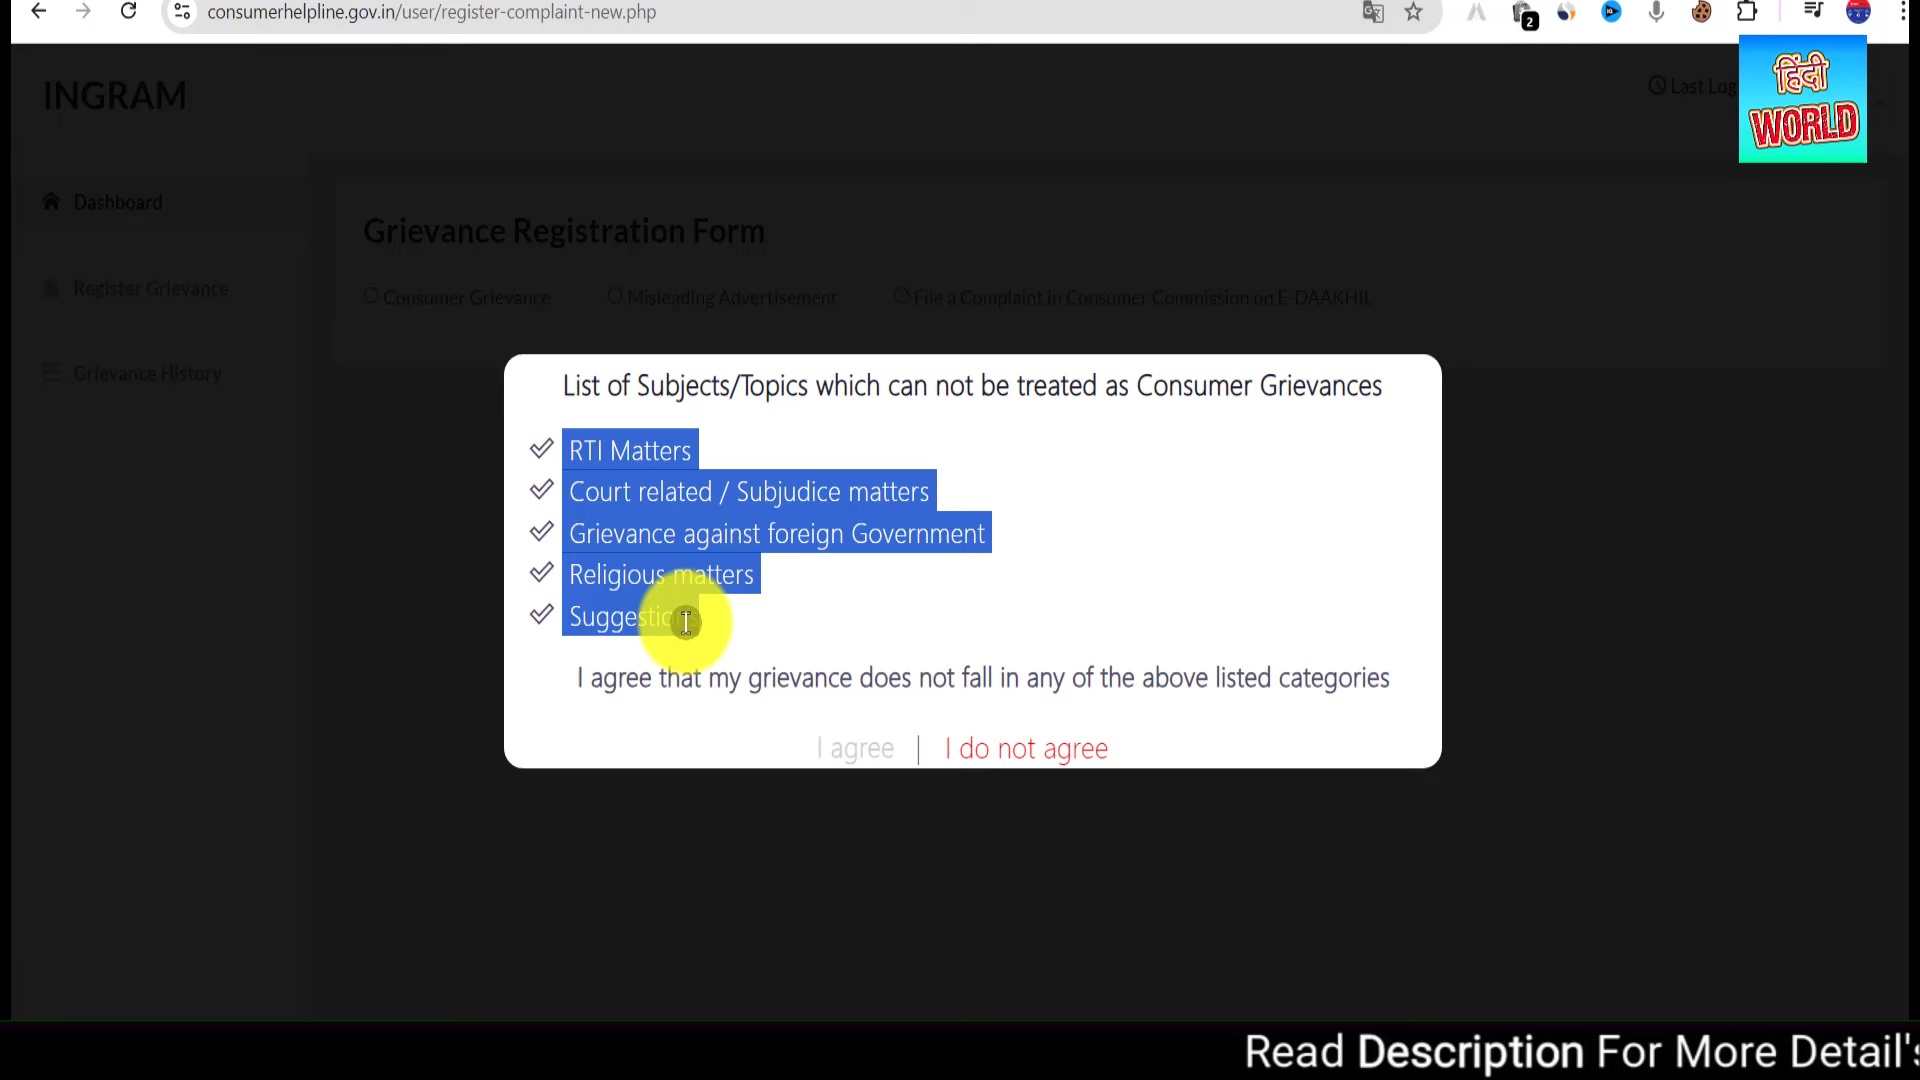 consumerhelpline.gov.in/user/register-complaint-new.php
2
INGRAM
Last Log
हिंदी
WORLD
Dashboard
Grievance Registration Form
Register Grievance
Consumer Grievance Misleading Advertisement File a Complaint in Consumer Commission on E-DAAKHIL
Grievance History
List of Subjects/Topics which can not be treated as Consumer Grievances
RTI Matters
Court related / Subjudice matters
Grievance against foreign Government
Religious matters
Suggestions
I agree that my grievance does not fall in any of the above listed categories
I agree | I do not agree
Read Description For More Detail's